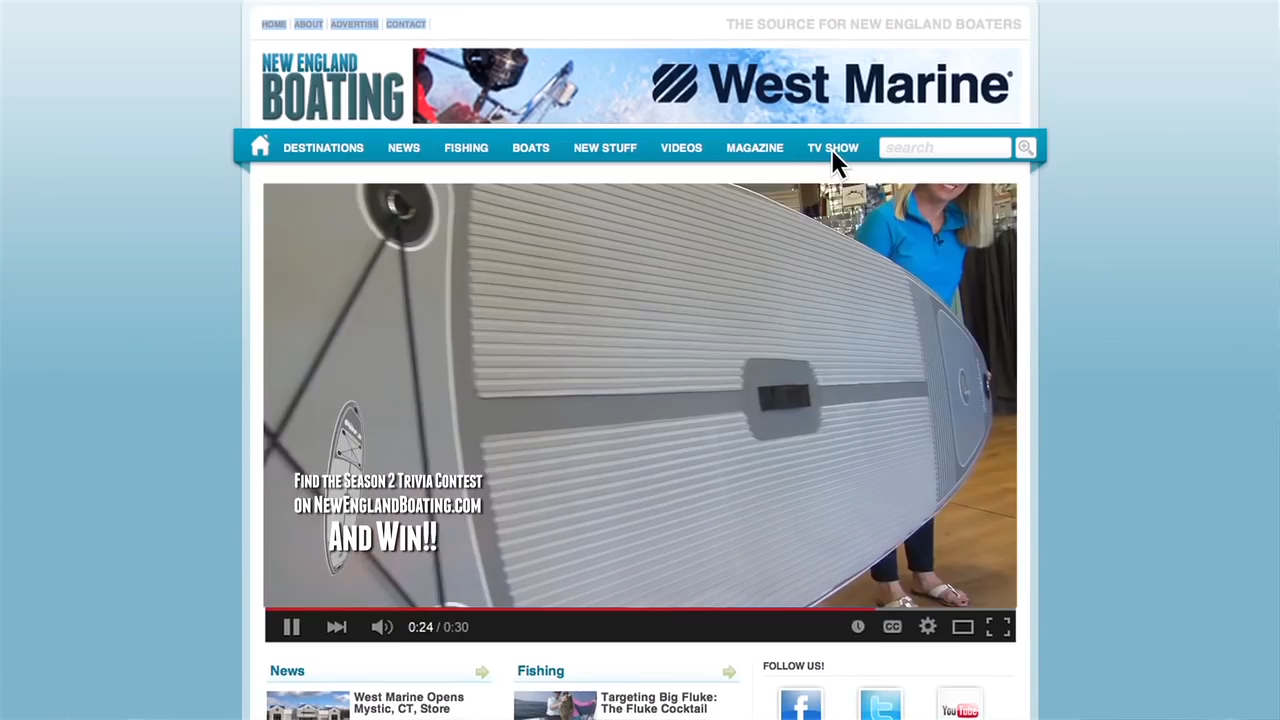 HOME ABOUT ADVERTISE CONTACT
THE SOURCE FOR NEW ENGLAND BOATERS
NEW ENGLAND
BOATING
West Marine
DESTINATIONS NEWS FISHING BOATS NEW STUFF VIDEOS MAGAZINE TV SHOW search
Find the Season 2 Trivia Contest
on NewEnglandBoating.com
And Win!!
0:24 / 0:30
CC
News
Fishing
FOLLOW US!
West Marine Opens
Mystic, CT, Store
Targeting Big Fluke:
The Fluke Cocktail
You Tube